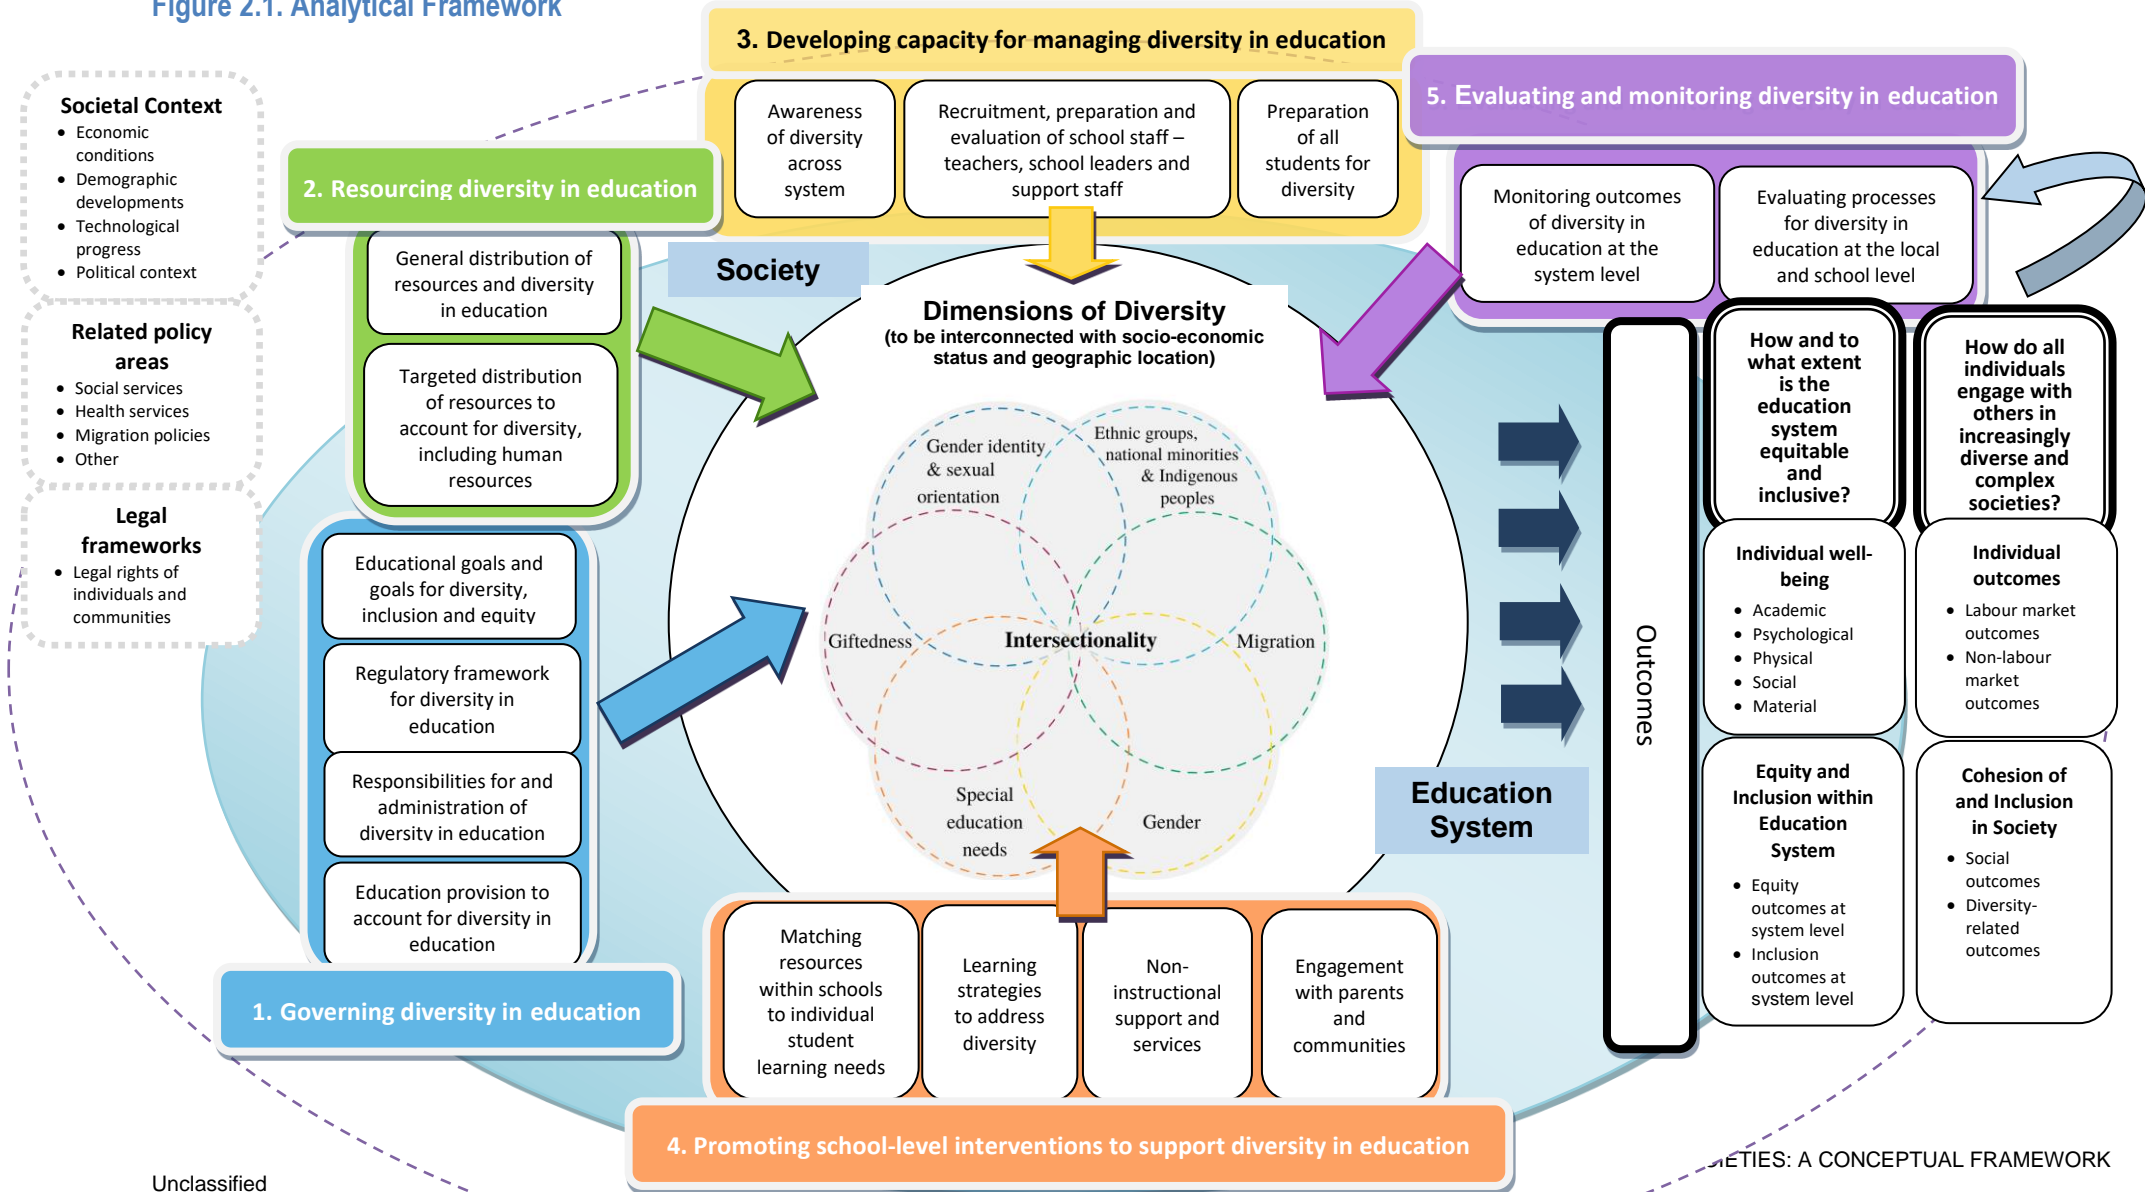 Figure 2.1. Analytical Framework
3. Developing capacity for managing diversity in education
Awareness
of diversity
across
system
Recruitment, preparation and
evaluation of school staff –
teachers, school leaders and
support staff
Preparation
of all
students for
diversity
5. Evaluating and monitoring diversity in education
Monitoring outcomes
of diversity in
education at the
system level
Evaluating processes
for diversity in
education at the local
and school level
Societal Context
• Economic
conditions
• Demographic
developments
• Technological
progress
• Political context
Related policy
areas
• Social services
• Health services
• Migration policies
• Other
Legal
frameworks
• Legal rights of
individuals and
communities
2. Resourcing diversity in education
General distribution of
resources and diversity
in education
Targeted distribution
of resources to
account for diversity,
including human
resources
Educational goals and
goals for diversity,
inclusion and equity
Regulatory framework
for diversity in
education
Responsibilities for and
administration of
diversity in education
Education provision to
account for diversity in
education
1. Governing diversity in education
Society
Dimensions of Diversity
(to be interconnected with socio-economic
status and geographic location)
Gender identity
& sexual
orientation
Ethnic groups,
national minorities
& Indigenous
peoples
Giftedness
Intersectionality
Migration
Special
education
needs
Gender
Education
System
Matching
resources
within schools
to individual
student
learning needs
Learning
strategies
to address
diversity
Non-
instructional
support and
services
Engagement
with parents
and
communities
4. Promoting school-level interventions to support diversity in education
Outcomes
How and to
what extent
is the
education
system
equitable
and
inclusive?
Individual well-
being
• Academic
• Psychological
• Physical
• Social
• Material
Equity and
Inclusion within
Education
System
• Equity
outcomes at
system level
• Inclusion
outcomes at
system level
How do all
individuals
engage with
others in
increasingly
diverse and
complex
societies?
Individual
outcomes
• Labour market
outcomes
• Non-labour
market
outcomes
Cohesion of
and Inclusion
in Society
• Social
outcomes
• Diversity-
related
outcomes
IETIES: A CONCEPTUAL FRAMEWORK
Unclassified